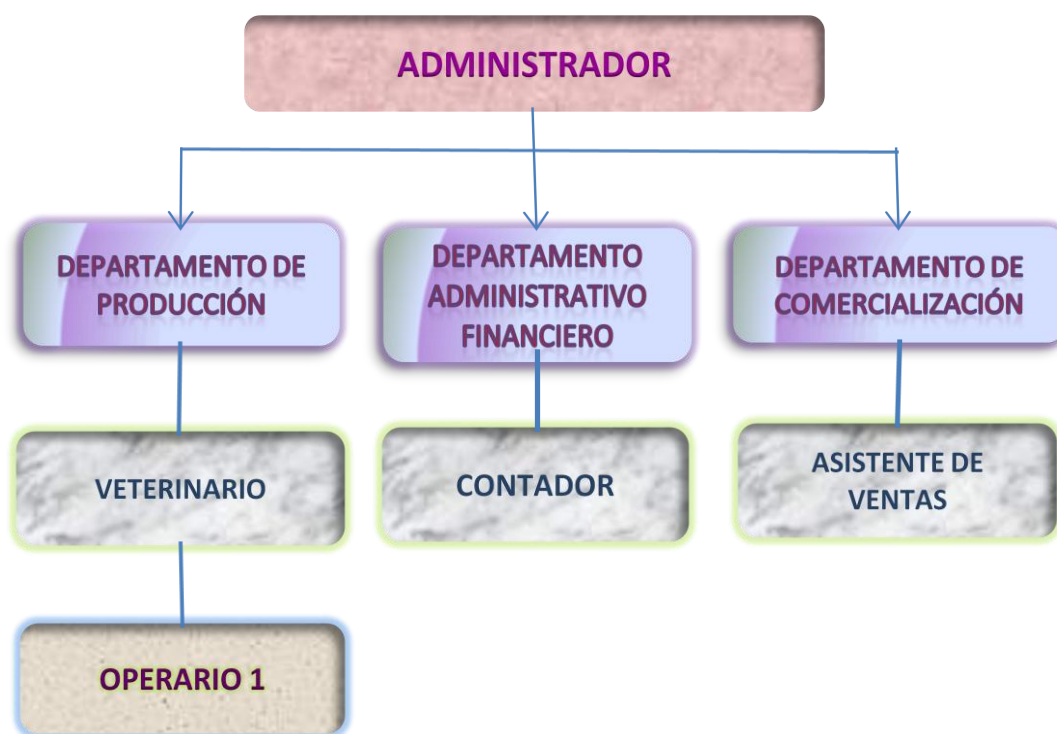 ADMINISTRADOR
DEPARTAMENTO DE
PRODUCCIÓN
DEPARTAMENTO
ADMINISTRATIVO
FINANCIERO
DEPARTAMENTO DE
COMERCIALIZACIÓN
VETERINARIO
CONTADOR
ASISTENTE DE
VENTAS
OPERARIO 1